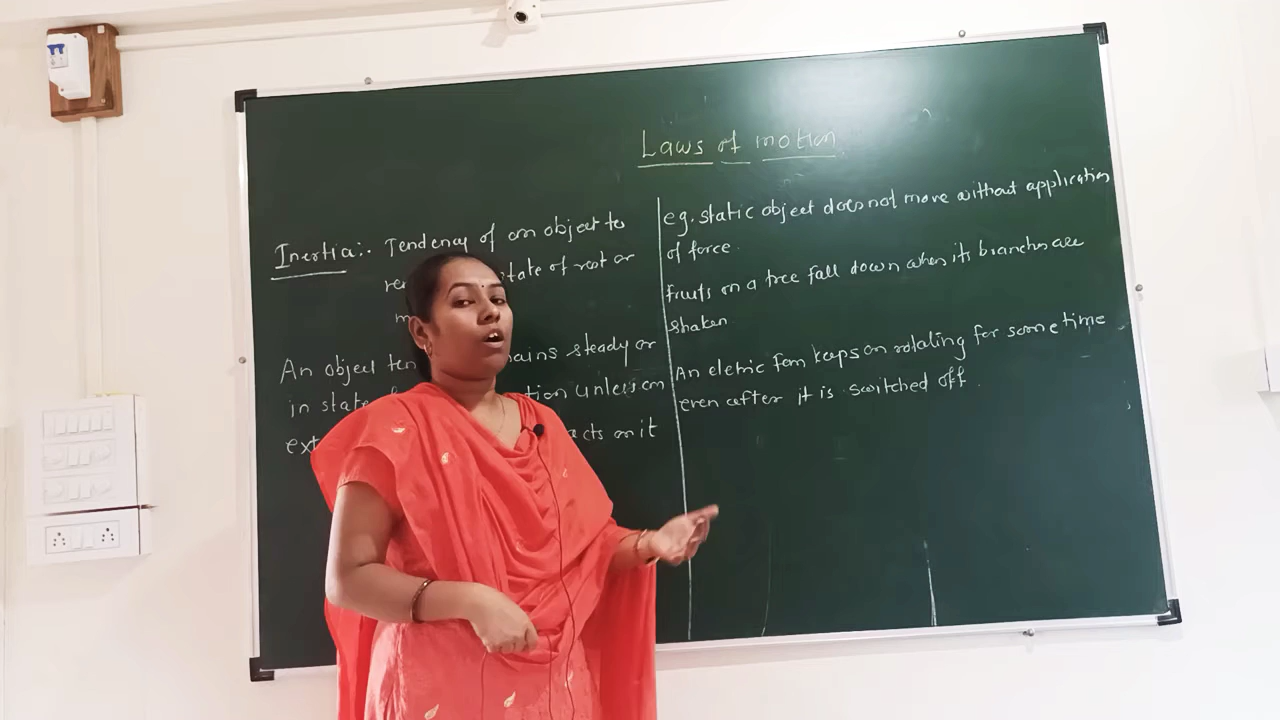 Laws of motion
Inertia:- Tendency of an object to
state of rest or
An object ten ains steady or
in state tion unless an
ext acts on it
eg. static object does not move without application
of force.
fruits on a tree fall down when its branches are
shaken
An eletric fan keeps on rotating for some time
even after it is switched off.